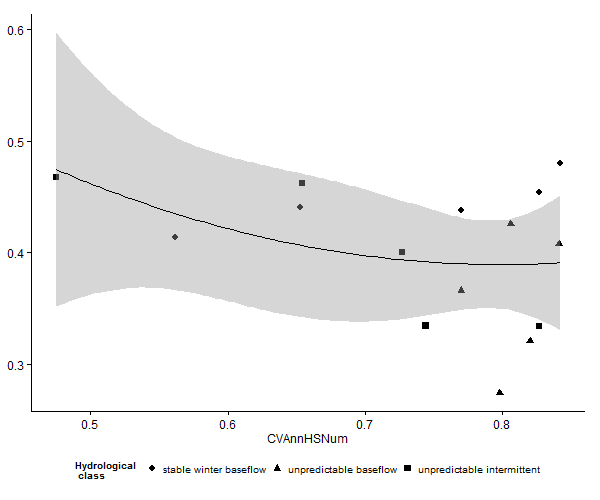 0.6
0.5
0.4
0.3
0.5 0.6 0.7 0.8
CVAnnHSNum
Hydrological
class
stable winter baseflow unpredictable baseflow unpredictable intermittent